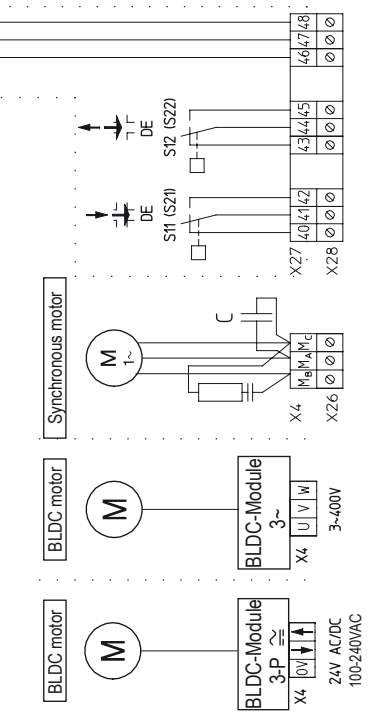 48
47
46
DE
S12 (S22)
45
44
43
DE
S11 (S21)
42
41
40
X27
X28
Synchronous motor
M
1~
C
MB MA MC
X4
X26
BLDC motor
M
BLDC-Module
3~
U V W
X4
3~400V
BLDC motor
M
BLDC-Module
3-P
0V
X4
24V AC/DC
100-240VAC